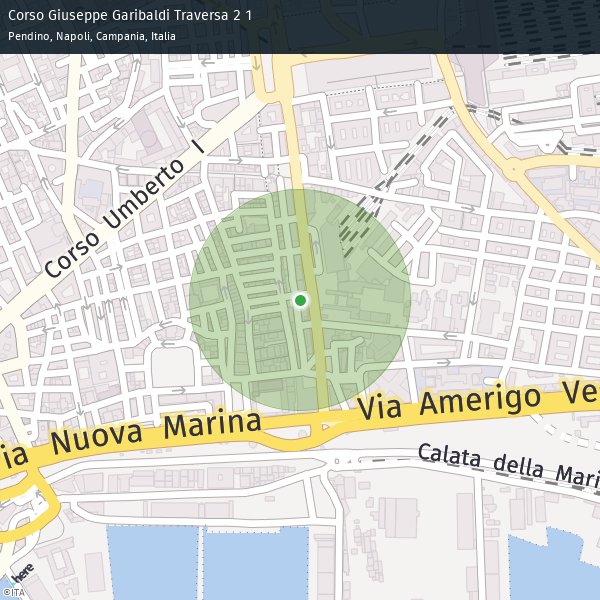 Corso Giuseppe Garibaldi Traversa 2 1
Pendino, Napoli, Campania, Italia
Corso Umberto I
Via Amerigo Ve
ia Nuova Marina
Calata della Mari
here
©ITA